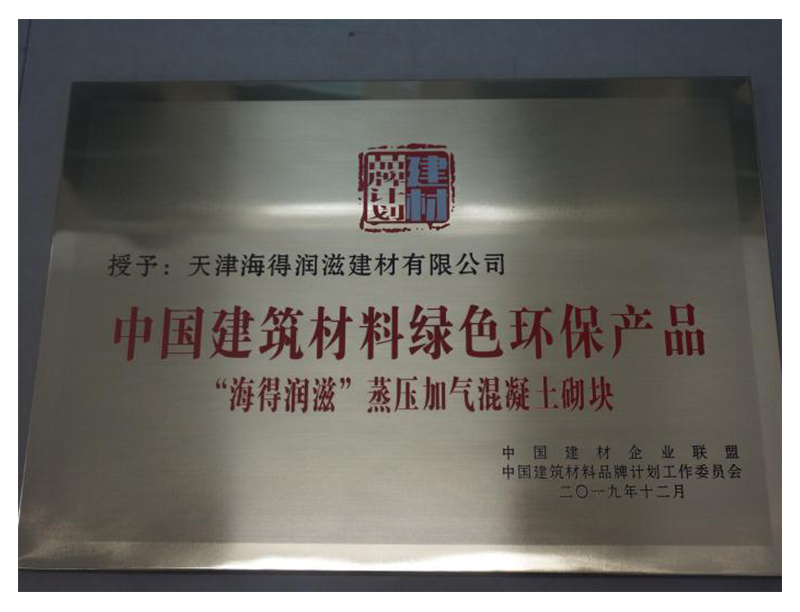 建材
品牌计划
授予：天津海得润滋建材有限公司
中国建筑材料绿色环保产品
“海得润滋”蒸压加气混凝土砌块
中国建材企业联盟
中国建筑材料品牌计划工作委员会
二〇一九年十二月